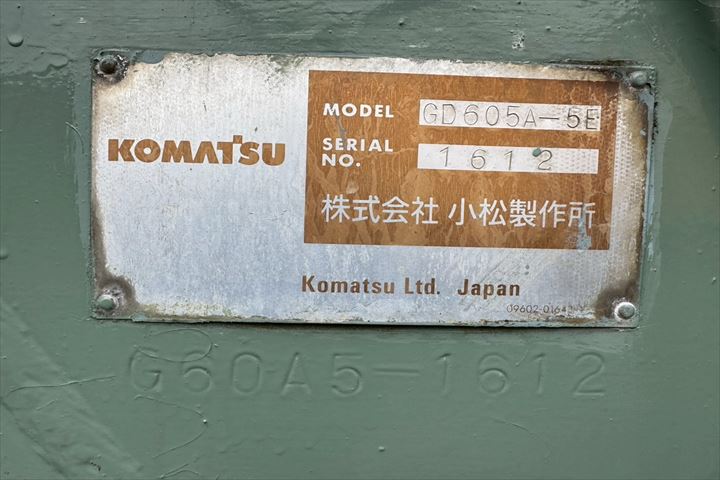 KOMATSU
MODEL GD605A-5E
SERIAL NO. 1612
株式会社 小松製作所
Komatsu Ltd. Japan
G60A5-1612